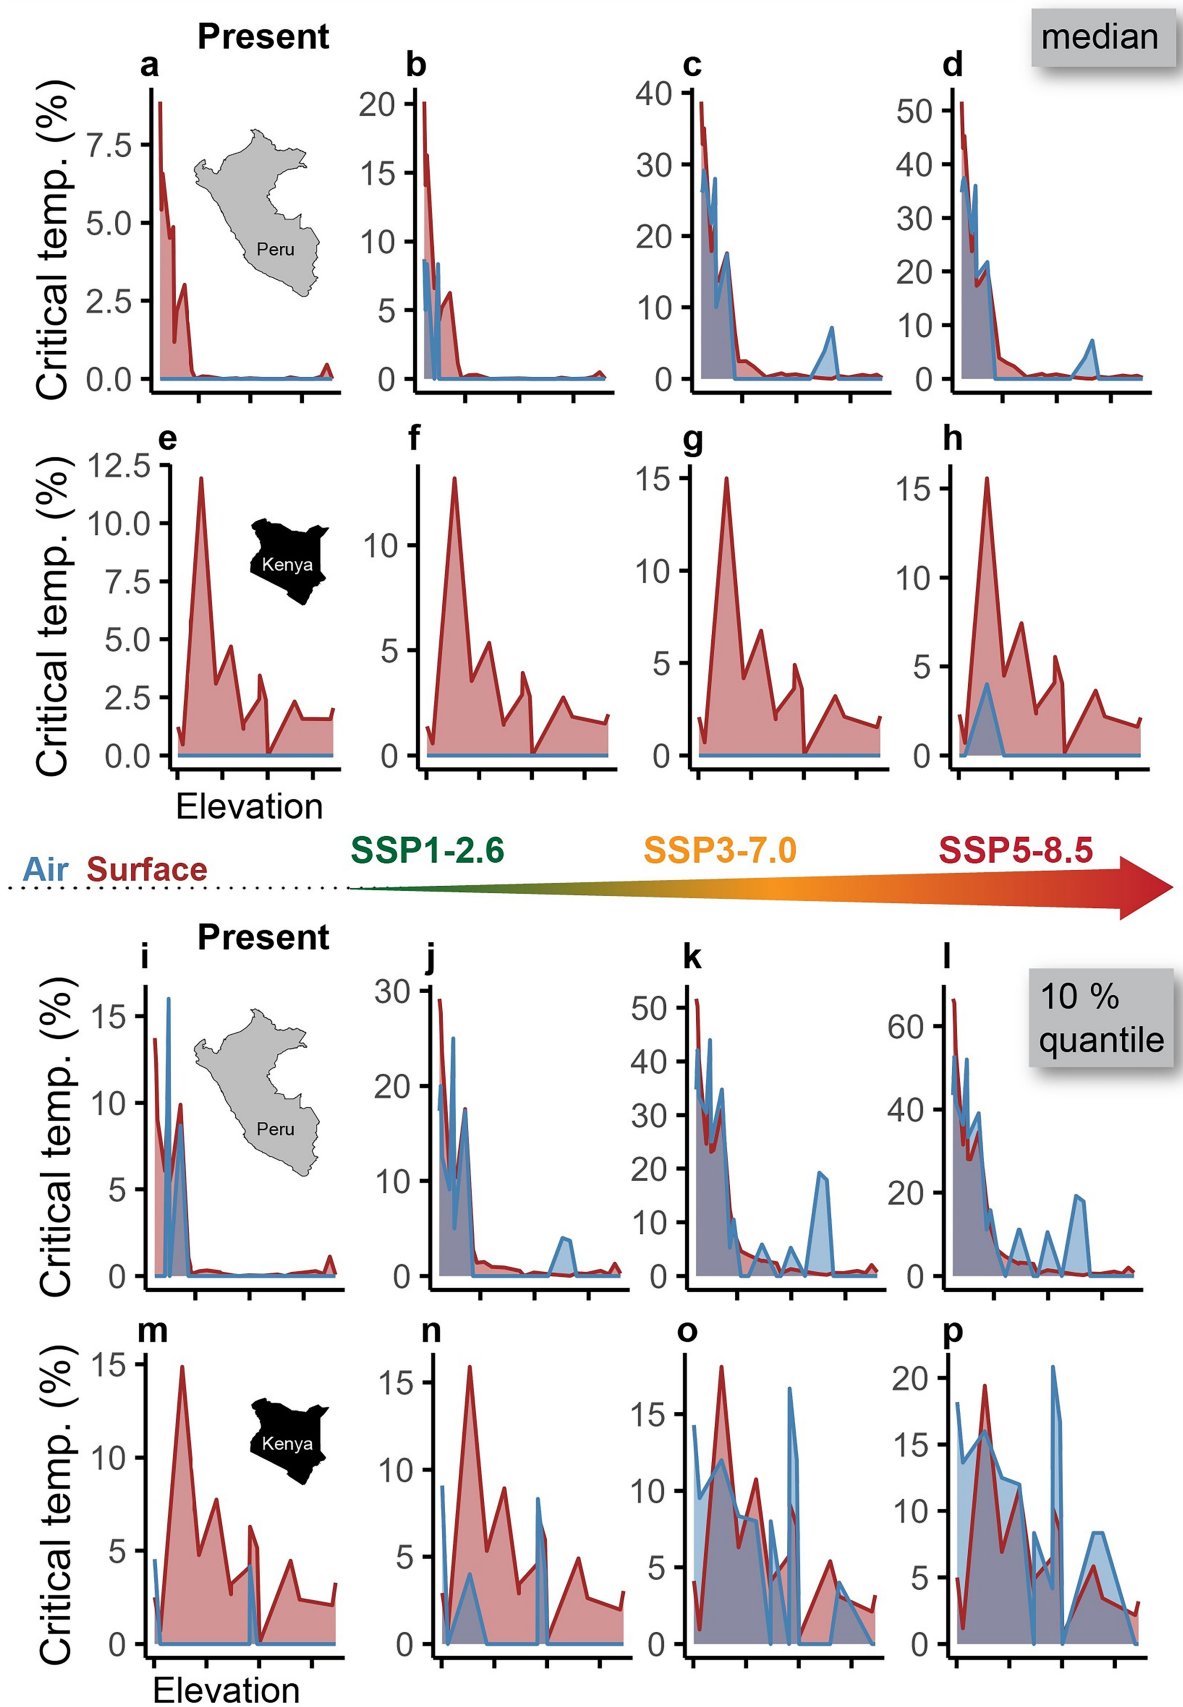 Present
median
a
b
c
d
Critical temp. (%)
7.5
5.0
2.5
0.0
Peru
20
15
10
5
0
40
30
20
10
0
50
40
30
20
10
0
e
f
g
h
Critical temp. (%)
12.5
10.0
7.5
5.0
2.5
0.0
Kenya
10
5
0
15
10
5
0
15
10
5
0
Elevation
Air Surface
SSP1-2.6
SSP3-7.0
SSP5-8.5
Present
10 %
quantile
i
j
k
l
Critical temp. (%)
15
10
5
0
Peru
30
20
10
0
50
40
30
20
10
0
60
40
20
0
m
n
o
p
Critical temp. (%)
15
10
5
0
Kenya
15
10
5
0
15
10
5
0
20
15
10
5
0
Elevation